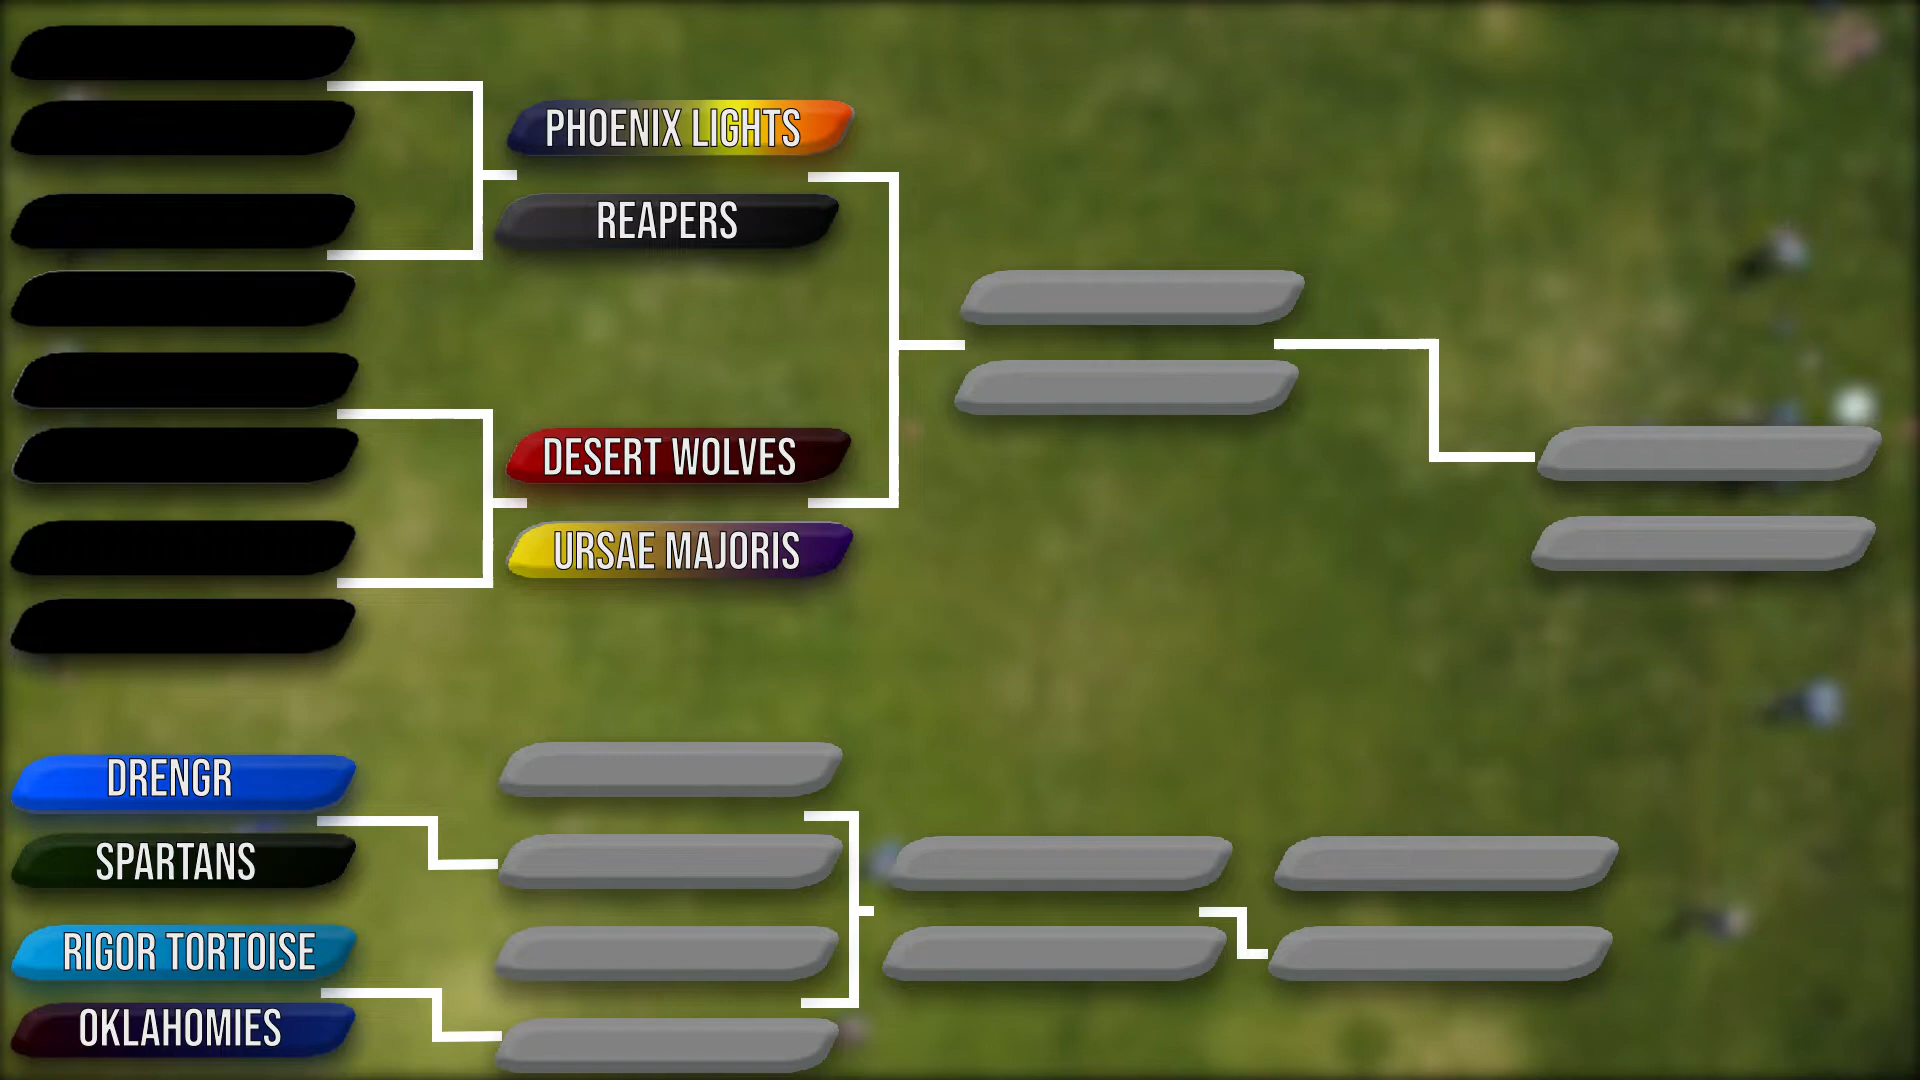 PHOENIX LIGHTS
REAPERS
DESERT WOLVES
URSAE MAJORIS
DRENGR
SPARTANS
RIGOR TORTOISE
OKLAHOMIES